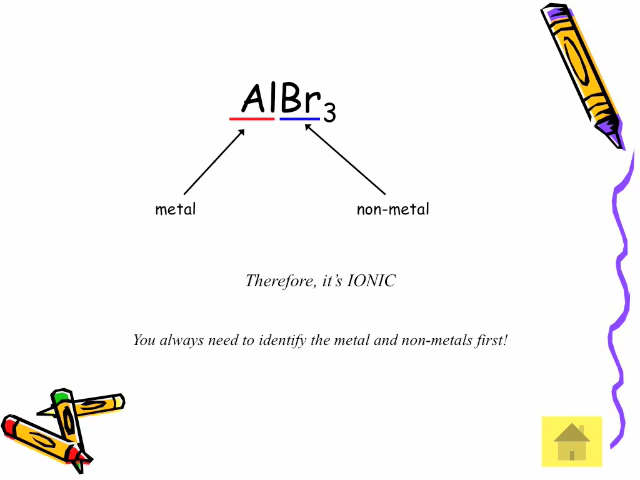 AlBr3
metal non-metal
Therefore, it's IONIC
You always need to identify the metal and non-metals first!